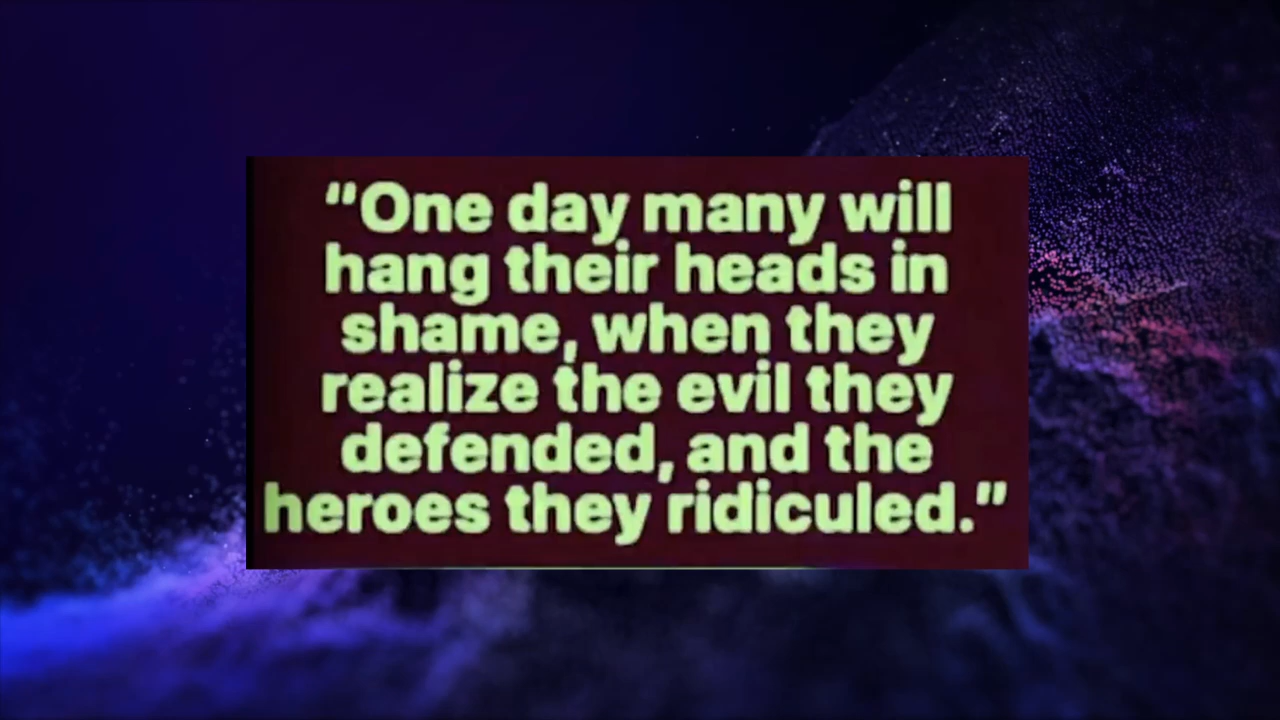 “One day many will
hang their heads in
shame, when they
realize the evil they
defended, and the
heroes they ridiculed.”